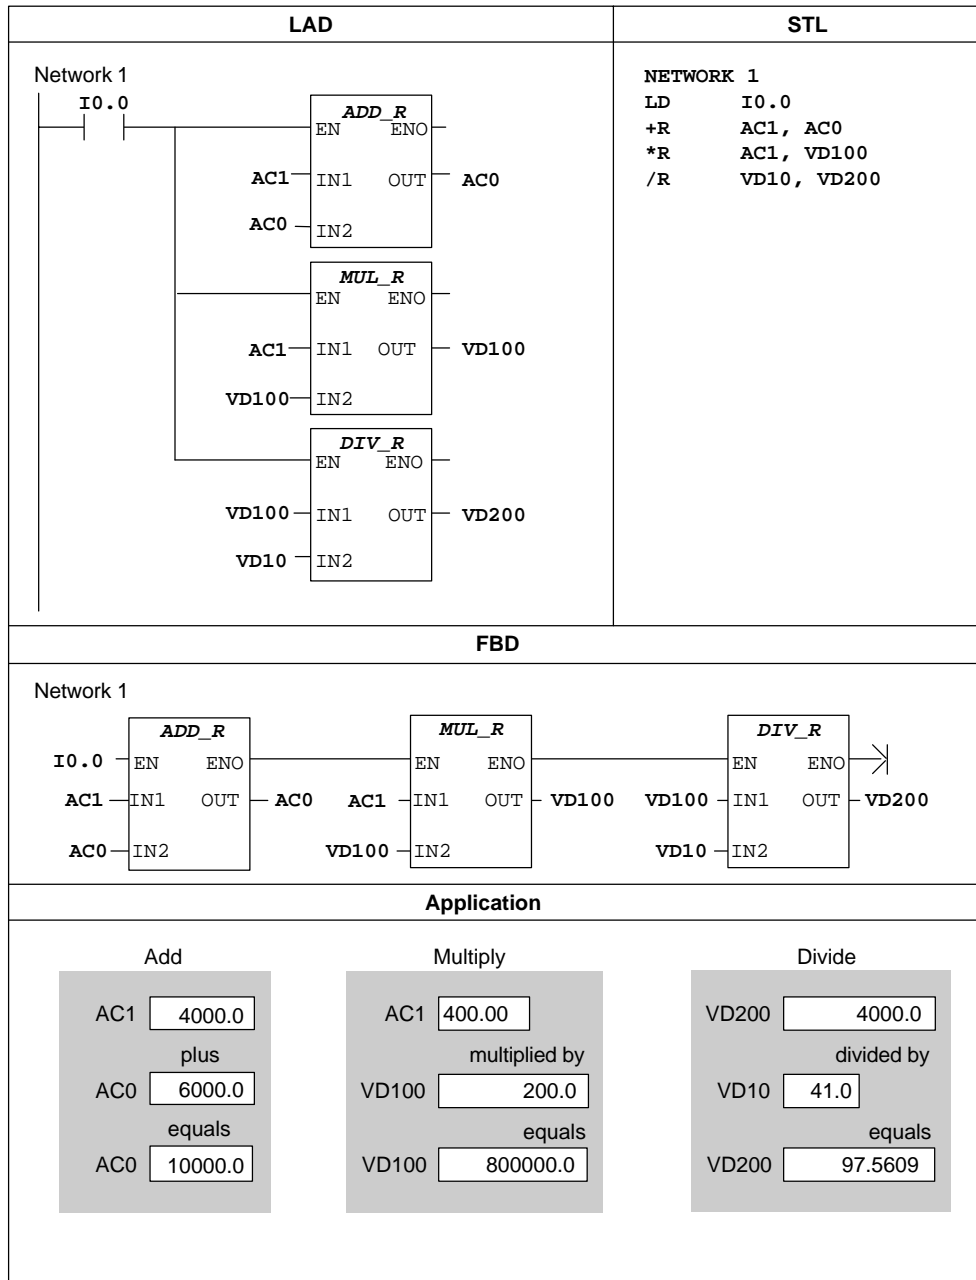 LAD
STL
Network 1
I0.0
ADD_R
EN ENO
AC1 IN1 OUT AC0
AC0 IN2
MUL_R
EN ENO
AC1 IN1 OUT VD100
VD100 IN2
DIV_R
EN ENO
VD100 IN1 OUT VD200
VD10 IN2
NETWORK 1
LD I0.0
+R AC1, AC0
*R AC1, VD100
/R VD10, VD200
FBD
Network 1
ADD_R
I0.0 EN ENO
AC1 IN1 OUT AC0
AC0 IN2
MUL_R
EN ENO
AC1 IN1 OUT VD100
VD100 IN2
DIV_R
EN ENO
VD100 IN1 OUT VD200
VD10 IN2
Application
Add
AC1 4000.0
plus
AC0 6000.0
equals
AC0 10000.0
Multiply
AC1 400.00
multiplied by
VD100 200.0
equals
VD100 800000.0
Divide
VD200 4000.0
divided by
VD10 41.0
equals
VD200 97.5609